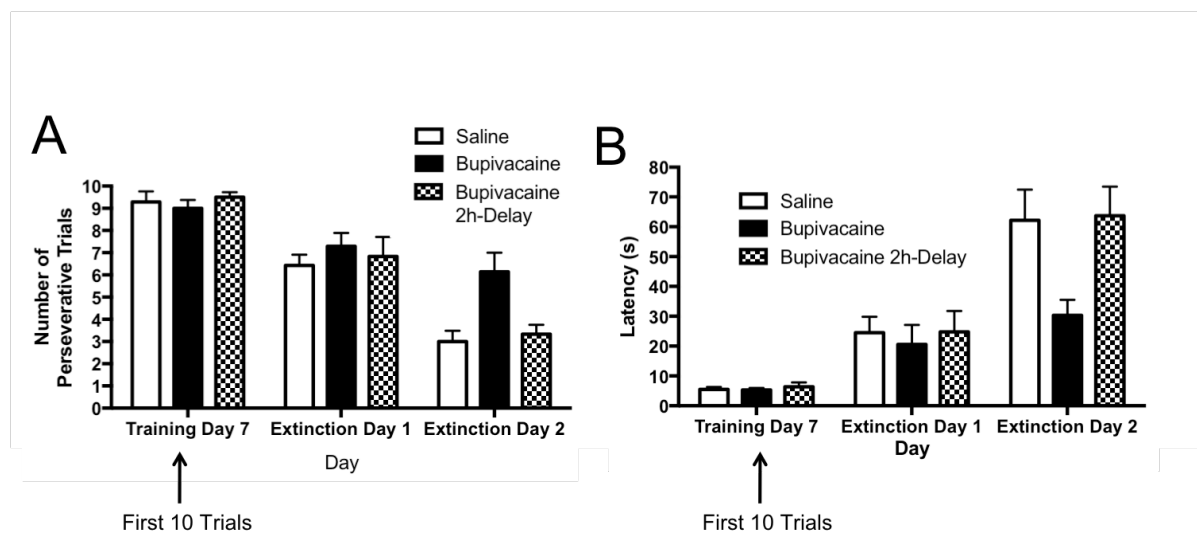 A
Saline
Bupivacaine
Bupivacaine
2h-Delay
Number of
Perseverative Trials
10
9
8
7
6
5
4
3
2
1
0
Training Day 7
Extinction Day 1
Extinction Day 2
Day
First 10 Trials
B
Saline
Bupivacaine
Bupivacaine 2h-Delay
Latency (s)
80
70
60
50
40
30
20
10
0
Training Day 7
Extinction Day 1
Extinction Day 2
Day
First 10 Trials